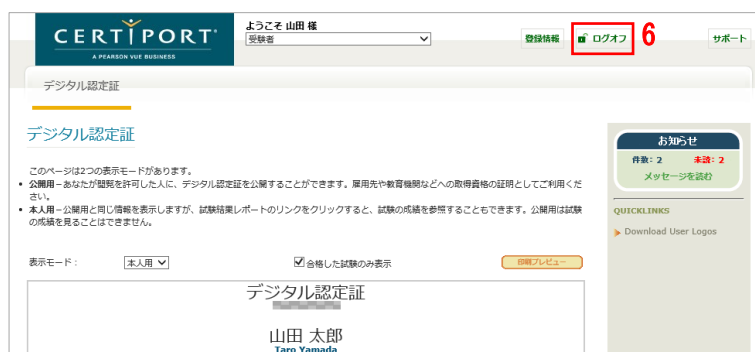 CERTIPORT
A PEARSON VUE BUSINESS
ようこそ 山田 様
受験者
登録情報
ログオフ
6
サポート
デジタル認定証
デジタル認定証
このページは2つの表示モードがあります。
• 公開用－あなたが閲覧を許可した人に、デジタル認定証を公開することができます。雇用先や教育機関などへの取得資格の証明としてご利用くだ
さい。
• 本人用－公開用と同じ情報を表示しますが、試験結果レポートのリンクをクリックすると、試験の成績を参照することもできます。公開用は試験
の成績を見ることはできません。
お知らせ
件数: 2 未読: 2
メッセージを読む
QUICKLINKS
Download User Logos
表示モード :
本人用
合格した試験のみ表示
印刷プレビュー
デジタル認定証
山田 太郎
Taro Yamada